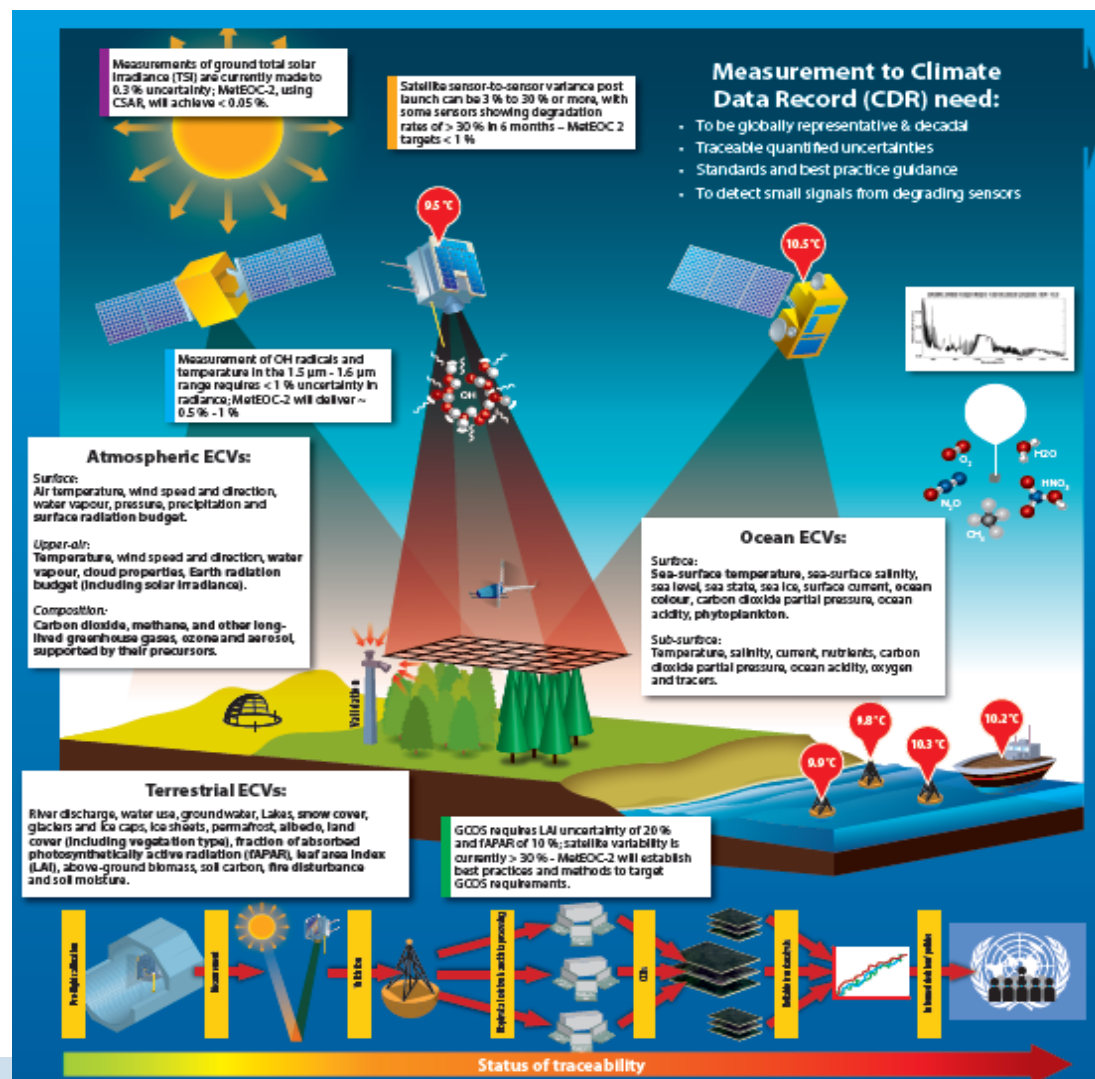 Measurements of ground total solar
irradiance (TSI) are currently made to
0.3 % uncertainty; MetEOC-2, using
CSAR, will achieve < 0.05 %.
Satellite sensor-to-sensor variance post
launch can be 3 % to 30 % or more, with
some sensors showing degradation
rates of > 30 % in 6 months – MetEOC 2
targets < 1 %
Measurement to Climate
Data Record (CDR) need:
• To be globally representative & decadal
• Traceable quantified uncertainties
• Standards and best practice guidance
• To detect small signals from degrading sensors
9.5 °C
10.5 °C
Measurement of OH radicals and
temperature in the 1.5 µm - 1.6 µm
range requires < 1 % uncertainty in
radiance; MetEOC-2 will deliver ~
0.5 % - 1 %
OH
O2
H2O
N2O
HNO3
CH4
Atmospheric ECVs:
Surface:
Air temperature, wind speed and direction,
water vapour, pressure, precipitation and
surface radiation budget.
Upper-air:
Temperature, wind speed and direction, water
vapour, cloud properties, Earth radiation
budget (including solar irradiance).
Composition:
Carbon dioxide, methane, and other long-
lived greenhouse gases, ozone and aerosol,
supported by their precursors.
Ocean ECVs:
Surface:
Sea-surface temperature, sea-surface salinity,
sea level, sea state, sea ice, surface current, ocean
colour, carbon dioxide partial pressure, ocean
acidity, phytoplankton.
Sub-surface:
Temperature, salinity, current, nutrients, carbon
dioxide partial pressure, ocean acidity, oxygen
and tracers.
Validation
9.8 °C
10.2 °C
9.9 °C
10.3 °C
Terrestrial ECVs:
River discharge, water use, groundwater, Lakes, snow cover,
glaciers and ice caps, ice sheets, permafrost, albedo, land
cover (including vegetation type), fraction of absorbed
photosynthetically active radiation (fAPAR), leaf area index
(LAI), above-ground biomass, soil carbon, fire disturbance
and soil moisture.
GCOS requires LAI uncertainty of 20 %
and fAPAR of 10 %; satellite variability is
currently > 30 % - MetEOC-2 will establish
best practices and methods to target
GCOS requirements.
Pre-flight calibration
Measurement
Validation
CDRs
Status of traceability